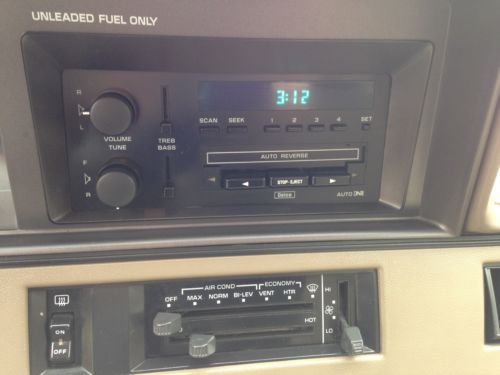 UNLEADED FUEL ONLY
3:12
R
L
VOLUME
TUNE
F
R
TREB
BASS
SCAN SEEK 1 2 3 4 SET
AUTO REVERSE
STOP-EJECT
AUTO
Delco
AIR COND ECONOMY
OFF MAX NORM BI-LEV VENT HTR
HOT
HI
LO
ON
OFF